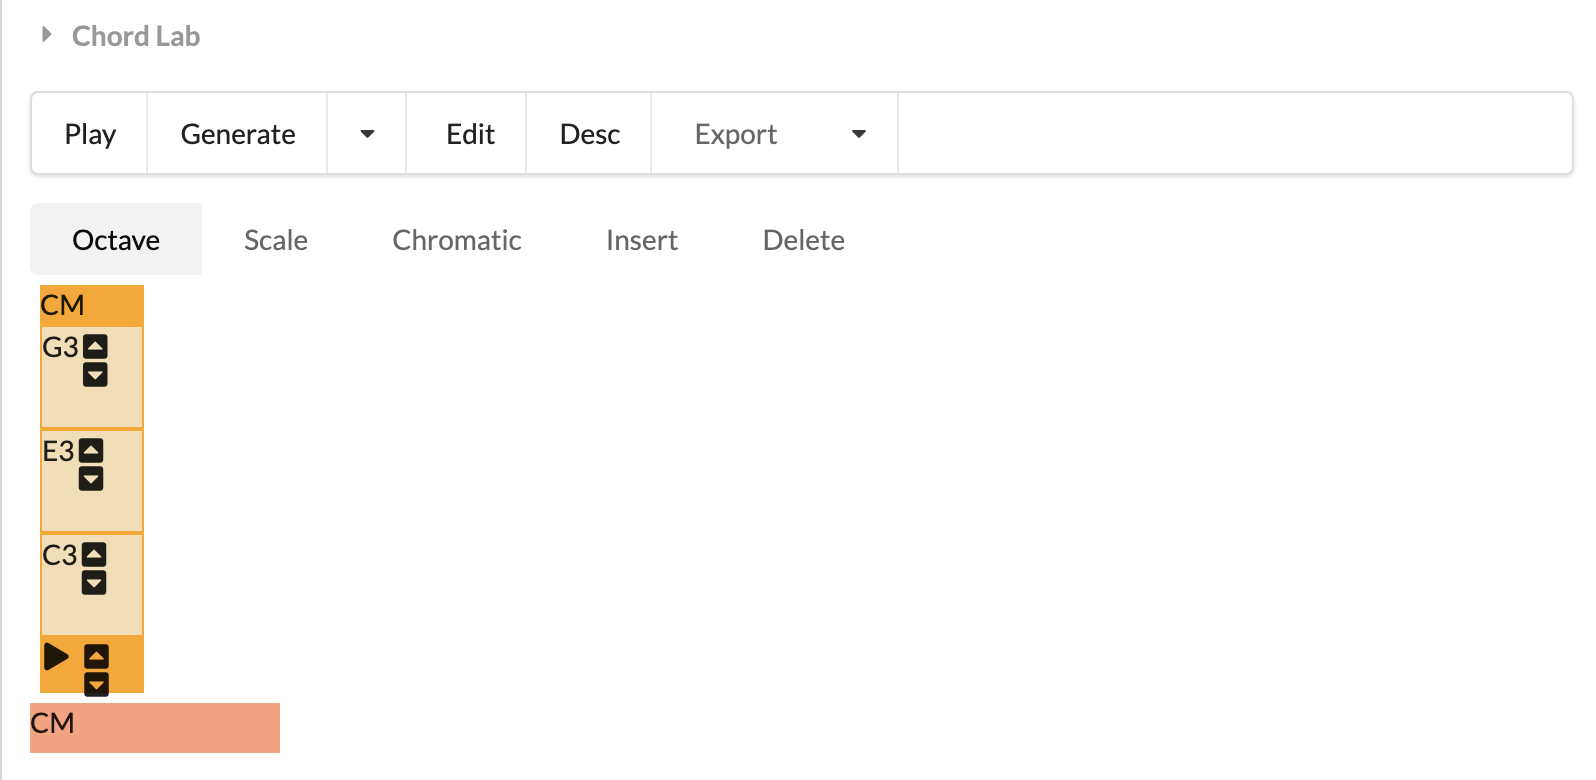 Chord Lab
Play Generate Edit Desc Export
Octave Scale Chromatic Insert Delete
CM
G3
E3
C3
CM